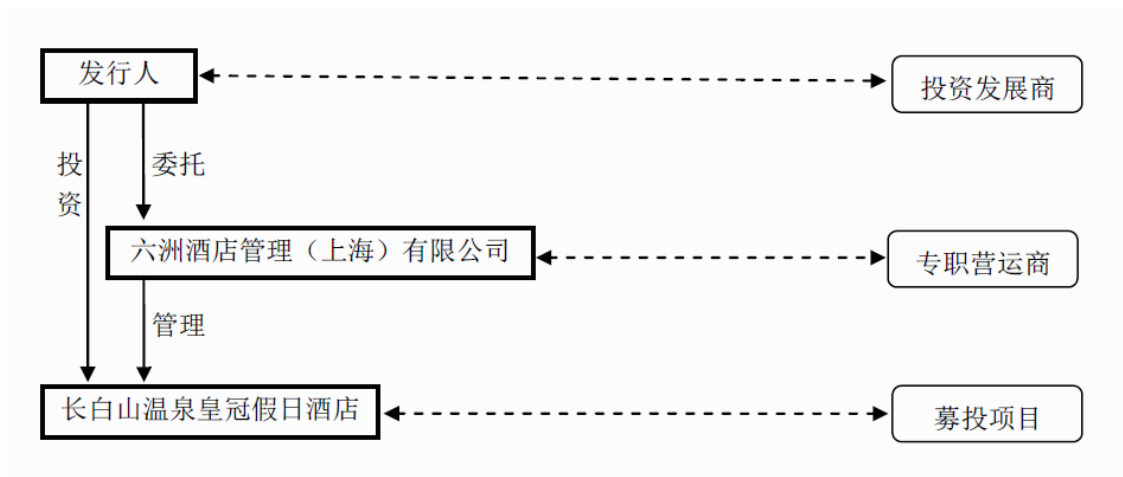 发行人
投资发展商
投
资
委托
六洲酒店管理（上海）有限公司
专职营运商
管理
长白山温泉皇冠假日酒店
募投项目